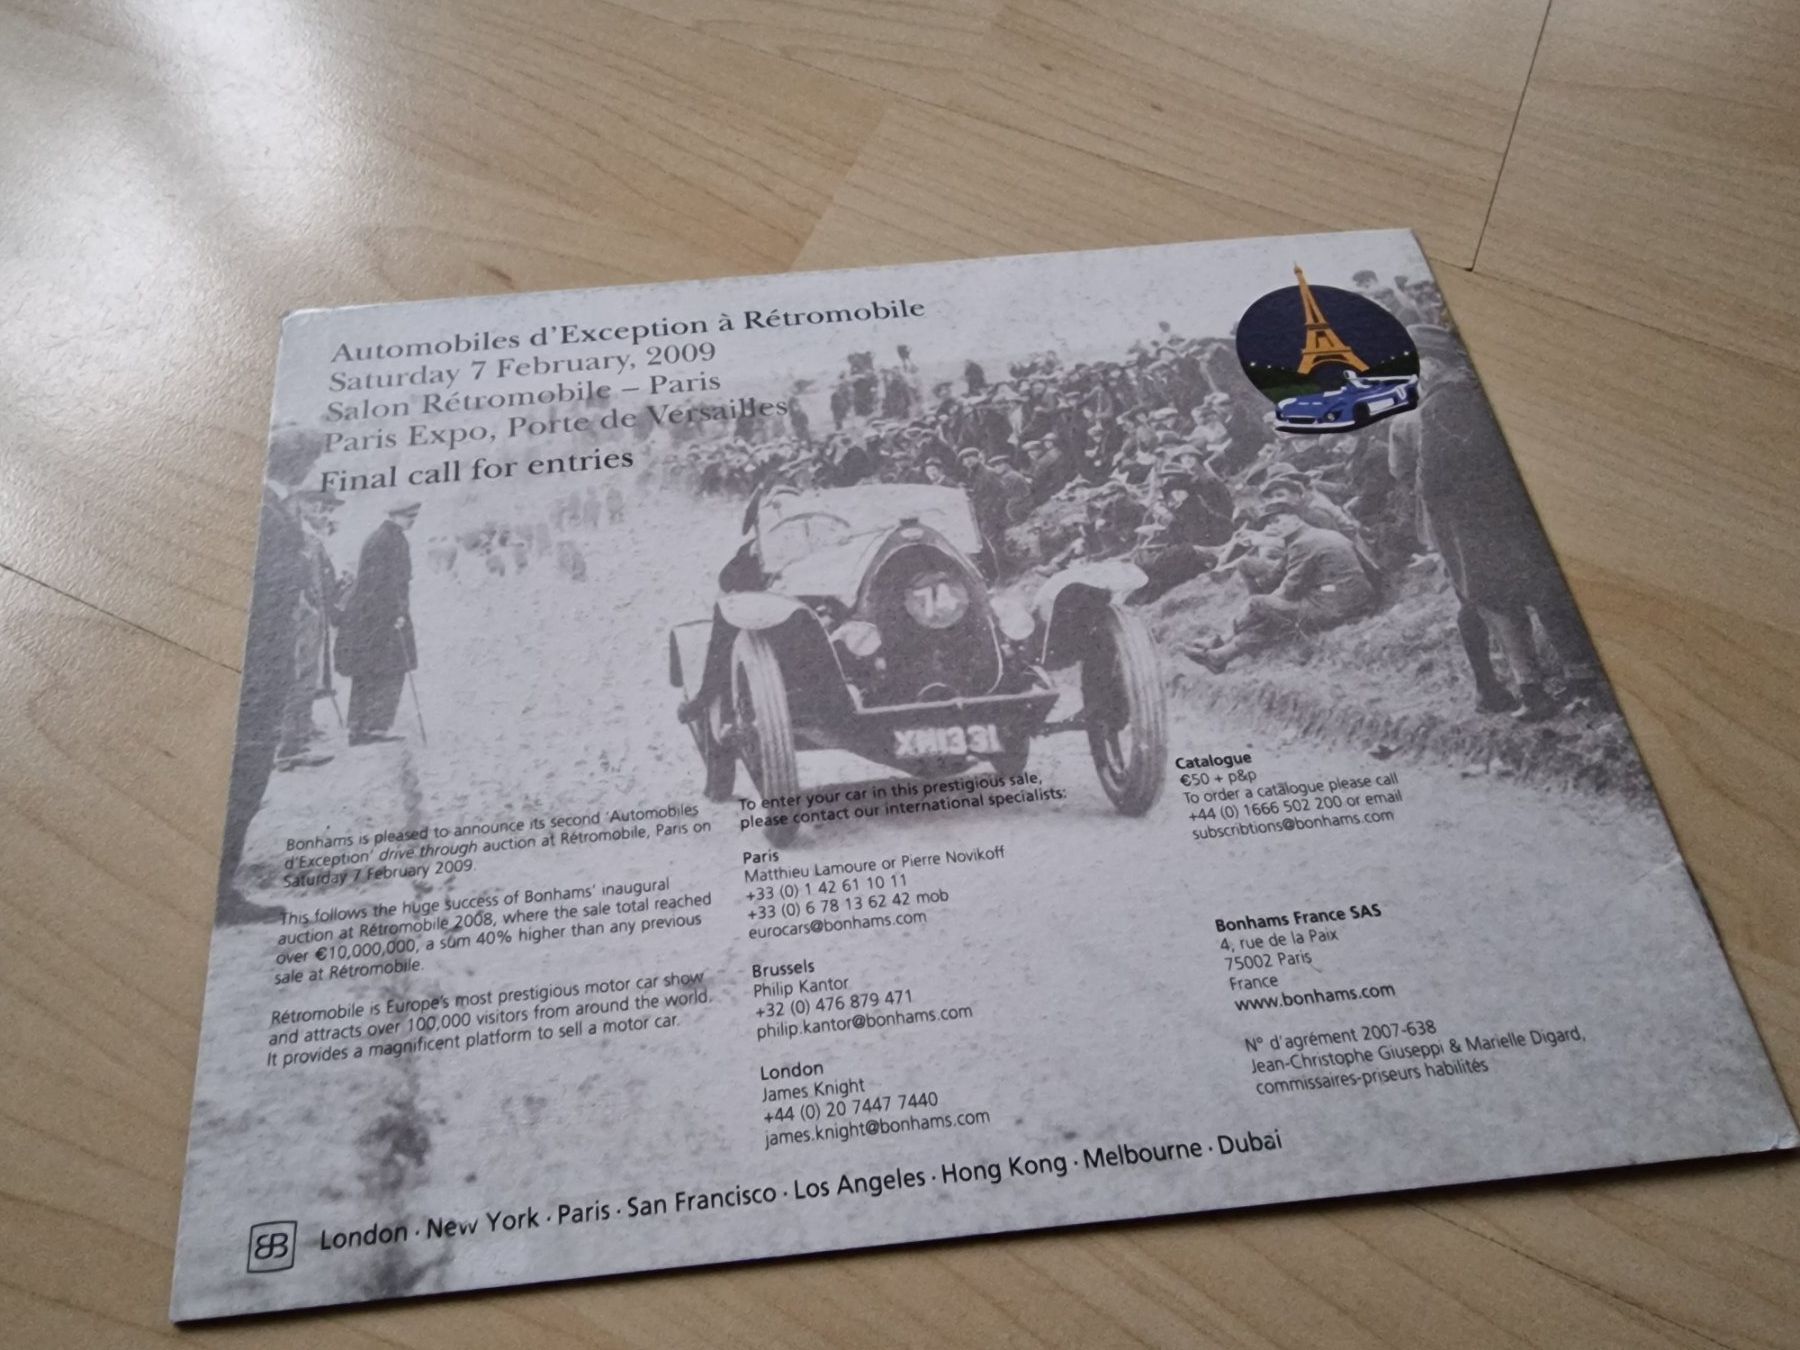 Automobiles d'Exception à Rétromobile
Saturday 7 February, 2009
Salon Rétromobile – Paris
Paris Expo, Porte de Versailles
Final call for entries
74
XM1331
Bonhams is pleased to announce its second 'Automobiles
d'Exception' drive through auction at Rétromobile, Paris on
Saturday 7 February 2009.
This follows the huge success of Bonhams' inaugural
auction at Rétromobile 2008, where the sale total reached
over €10,000,000, a sum 40% higher than any previous
sale at Rétromobile.
Rétromobile is Europe's most prestigious motor car show
and attracts over 100,000 visitors from around the world.
It provides a magnificent platform to sell a motor car.
To enter your car in this prestigious sale,
please contact our international specialists:
Paris
Matthieu Lamoure or Pierre Novikoff
+33 (0) 1 42 61 10 11
+33 (0) 6 78 13 62 42 mob
eurocars@bonhams.com
Brussels
Philip Kantor
+32 (0) 476 879 471
philip.kantor@bonhams.com
London
James Knight
+44 (0) 20 7447 7440
james.knight@bonhams.com
Catalogue
€50 + p&p
To order a catalogue please call
+44 (0) 1666 502 200 or email
subscribtions@bonhams.com
Bonhams France SAS
4, rue de la Paix
75002 Paris
France
www.bonhams.com
N° d'agrément 2007-638
Jean-Christophe Giuseppi & Marielle Digard,
commissaires-priseurs habilités
London · New York · Paris · San Francisco · Los Angeles · Hong Kong · Melbourne · Dubai